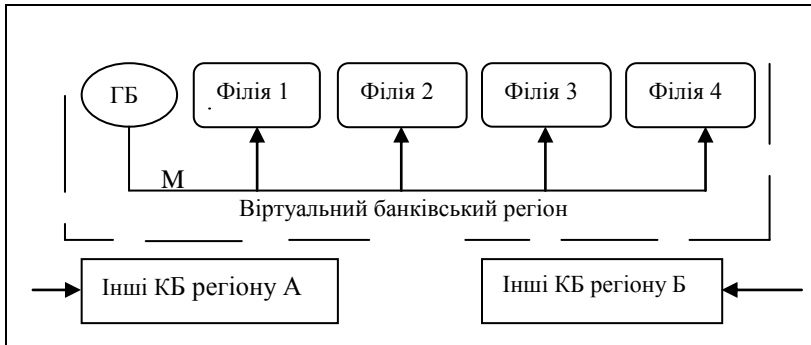 ГБ
Філія 1
Філія 2
Філія 3
Філія 4
М
Віртуальний банківський регіон
Інші КБ регіону А
Інші КБ регіону Б